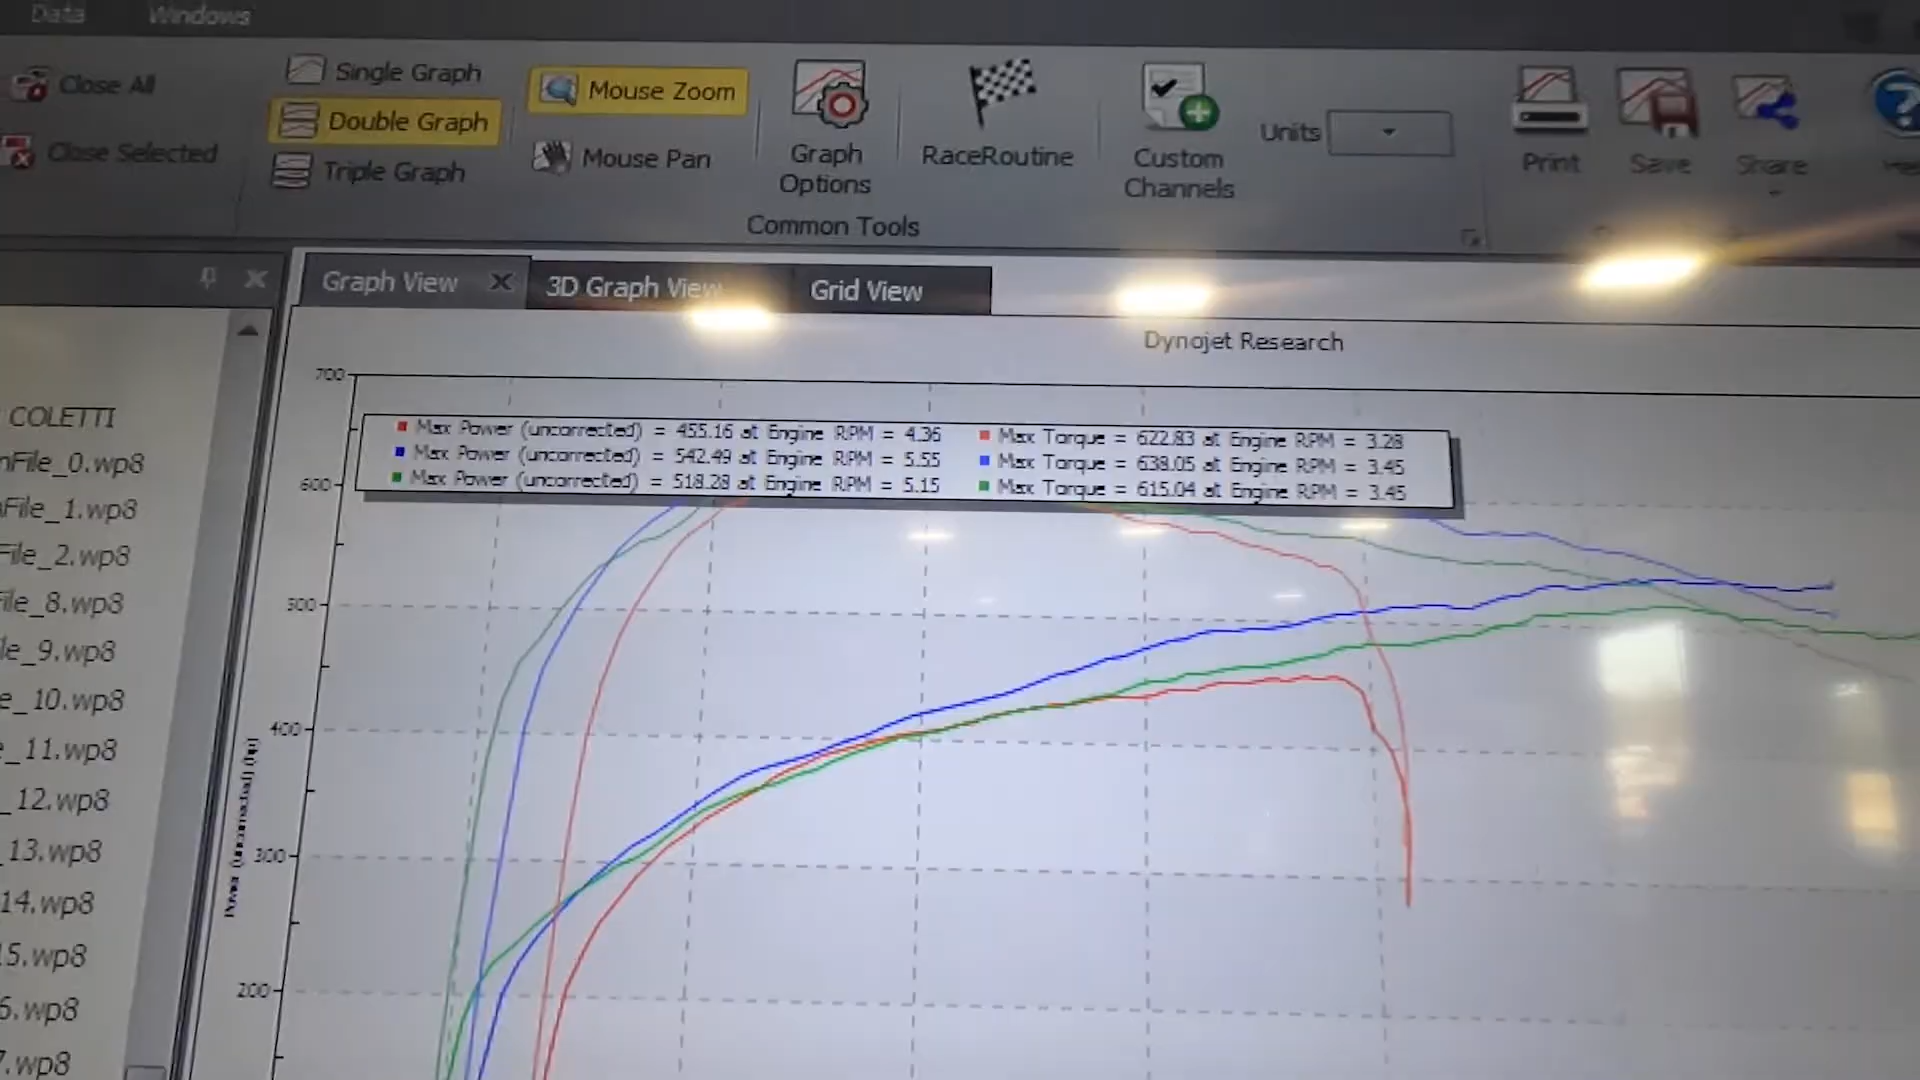 Data Windows
Close All
Close Selected
Single Graph
Double Graph
Triple Graph
Mouse Zoom
Mouse Pan
Graph
Options
RaceRoutine
Custom
Channels
Units
Print
Save
Share
Common Tools
Graph View
3D Graph View
Grid View
Dynojet Research
COLETTI
nFile_0.wp8
File_1.wp8
File_2.wp8
ile_8.wp8
le_9.wp8
e_10.wp8
e_11.wp8
_12.wp8
_13.wp8
14.wp8
15.wp8
6.wp8
7.wp8
700
600
500
400
300
200
Power (uncorrected) (hp)
Max Power (uncorrected) = 455.16 at Engine RPM = 4.36
Max Power (uncorrected) = 542.49 at Engine RPM = 5.55
Max Power (uncorrected) = 518.28 at Engine RPM = 5.15
Max Torque = 622.83 at Engine RPM = 3.28
Max Torque = 638.05 at Engine RPM = 3.45
Max Torque = 615.04 at Engine RPM = 3.45